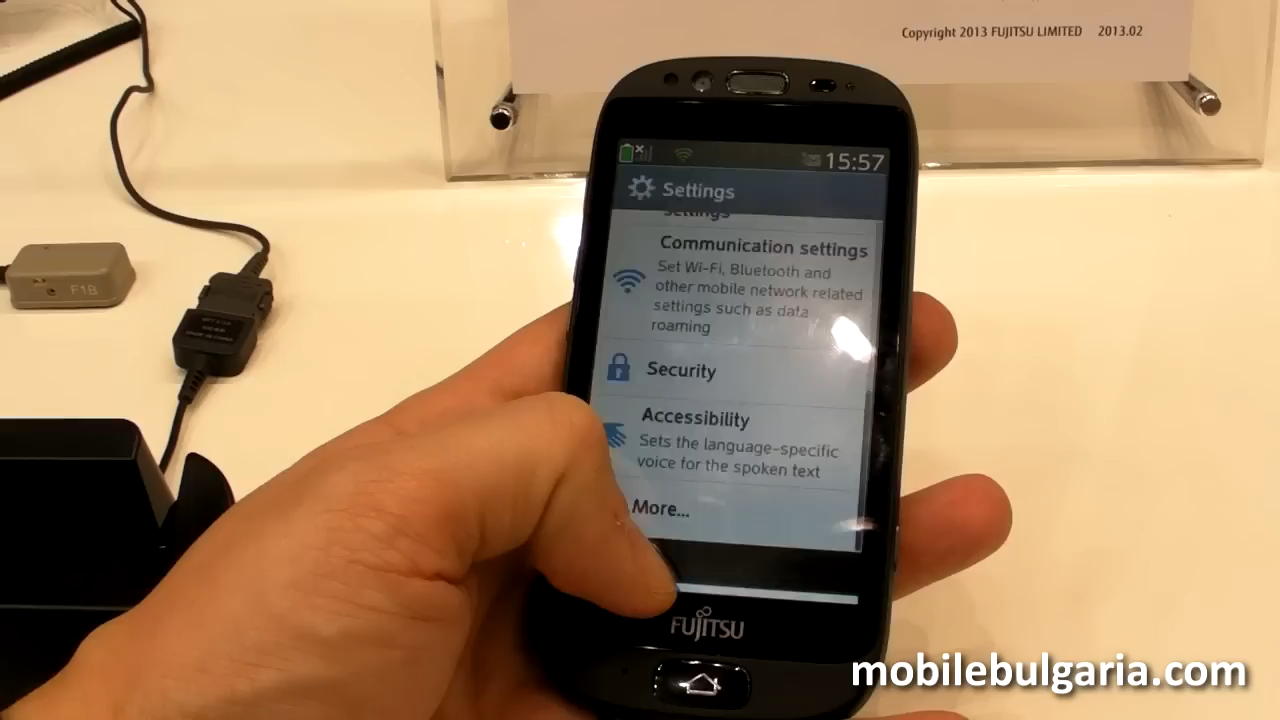 Copyright 2013 FUJITSU LIMITED 2013.02
15:57
Settings
settings
Communication settings
Set Wi-Fi, Bluetooth and
other mobile network related
settings such as data
roaming
Security
Accessibility
Sets the language-specific
voice for the spoken text
More...
FUJITSU
F1B
mobilebulgaria.com